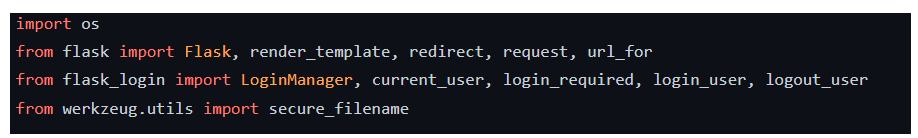 import os
from flask import Flask, render_template, redirect, request, url_for
from flask_login import LoginManager, current_user, login_required, login_user, logout_user
from werkzeug.utils import secure_filename